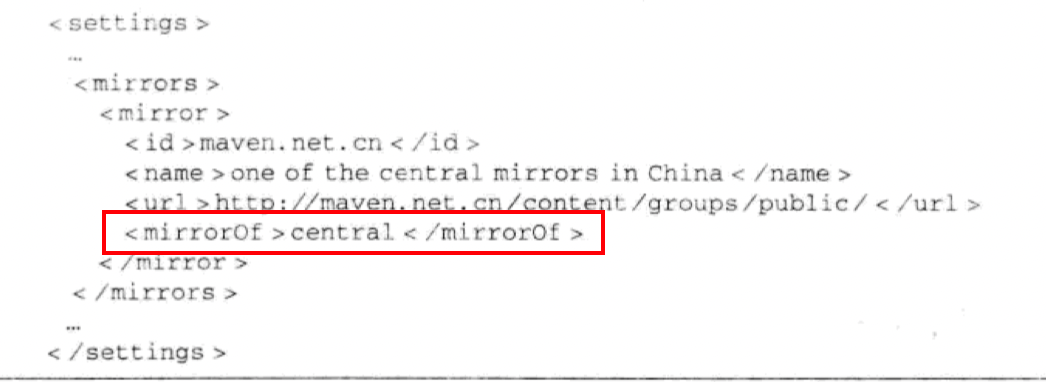 <settings>
…
<mirrors>
<mirror>
<id>maven.net.cn</id>
<name>one of the central mirrors in China</name>
<url>http://maven.net.cn/content/groups/public/</url>
<mirrorOf>central</mirrorOf>
</mirror>
</mirrors>
…
</settings>